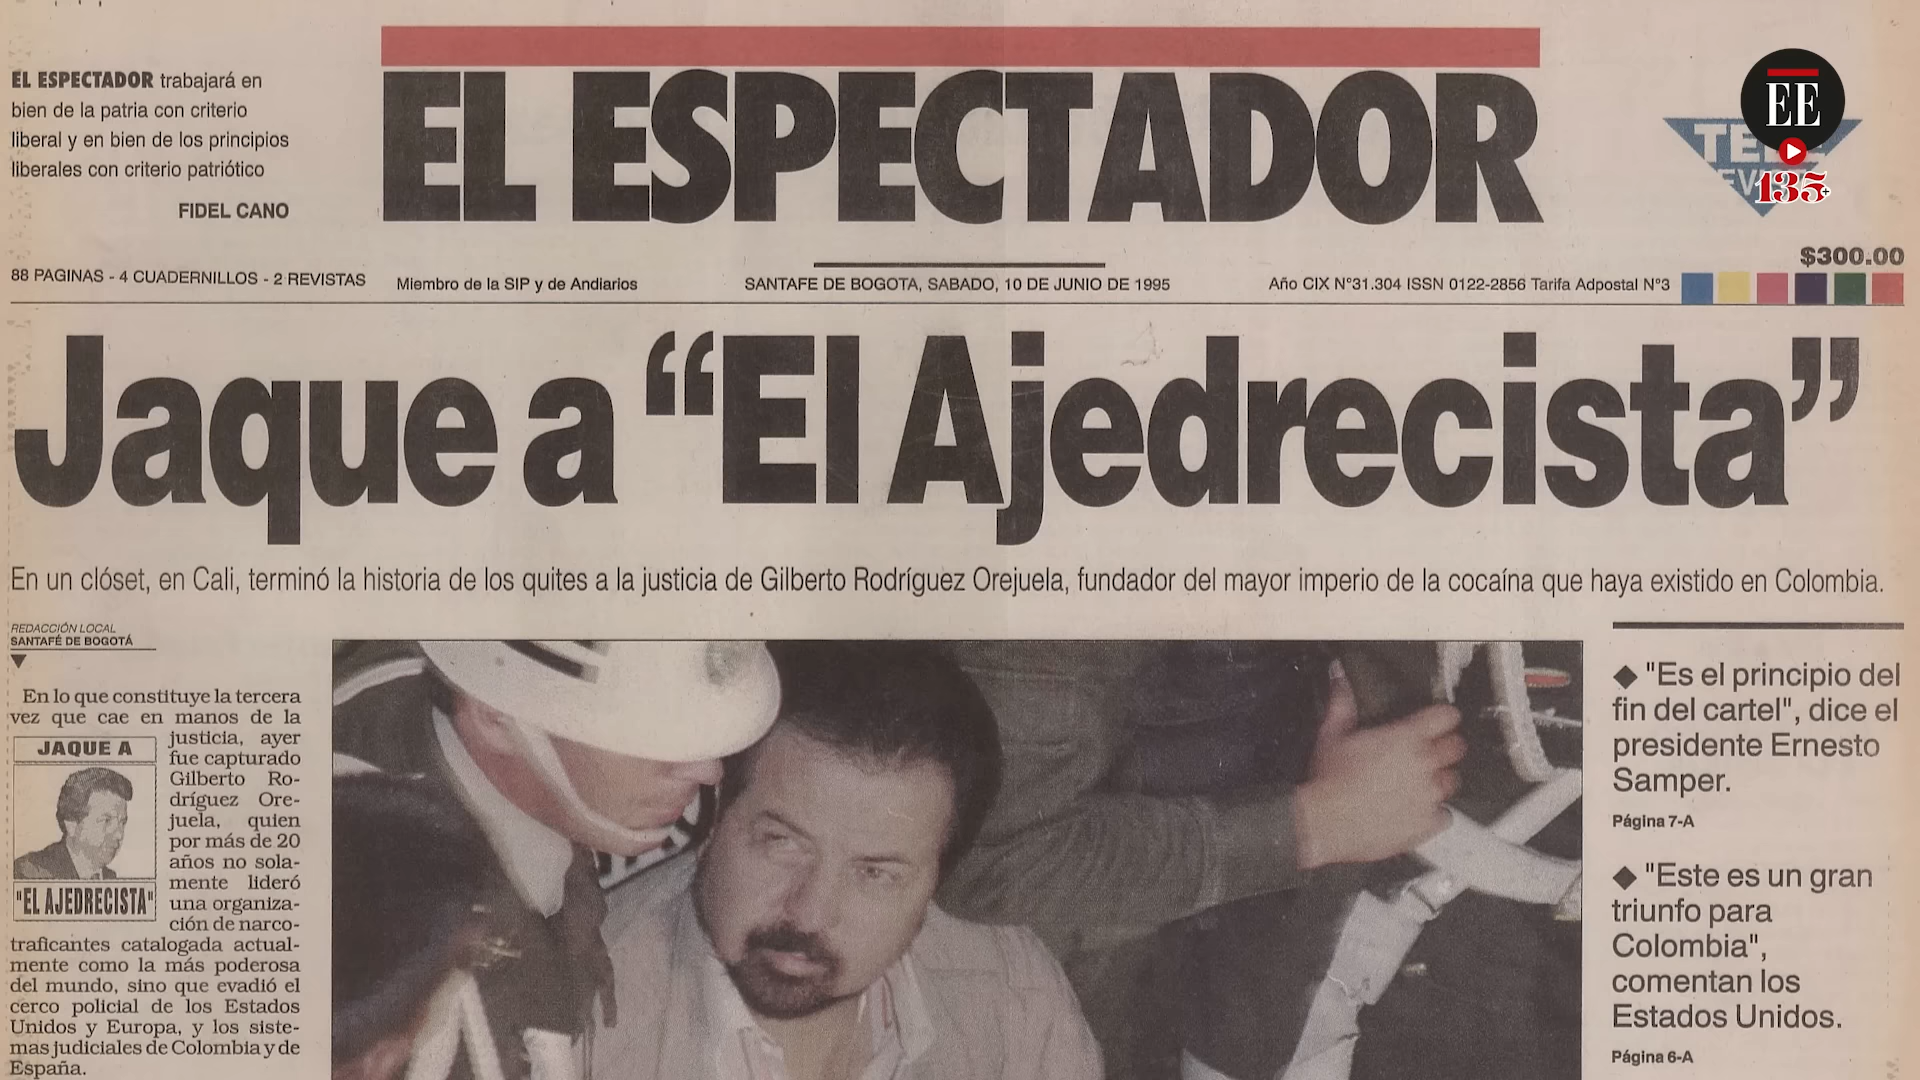 EL ESPECTADOR trabajará en
bien de la patria con criterio
liberal y en bien de los principios
liberales con criterio patriótico
FIDEL CANO
EL ESPECTADOR
EE
135+
$300.00
88 PAGINAS - 4 CUADERNILLOS - 2 REVISTAS
Miembro de la SIP y de Andiarios
SANTAFE DE BOGOTA, SABADO, 10 DE JUNIO DE 1995
Año CIX N°31.304 ISSN 0122-2856 Tarifa Adpostal N°3
Jaque a “El Ajedrecista”
En un clóset, en Cali, terminó la historia de los quites a la justicia de Gilberto Rodríguez Orejuela, fundador del mayor imperio de la cocaína que haya existido en Colombia.
REDACCIÓN LOCAL
SANTAFÉ DE BOGOTÁ
En lo que constituye la tercera
vez que cae en manos de la
justicia, ayer
fue capturado
Gilberto Ro-
dríguez Ore-
juela, quien
por más de 20
años no sola-
mente lideró
una organiza-
ción de narco-
traficantes catalogada actual-
mente como la más poderosa
del mundo, sino que evadió el
cerco policial de los Estados
Unidos y Europa, y los siste-
mas judiciales de Colombia y de
España.
JAQUE A
"EL AJEDRECISTA"
◆ "Es el principio del
fin del cartel", dice el
presidente Ernesto
Samper.
Página 7-A
◆ "Este es un gran
triunfo para
Colombia",
comentan los
Estados Unidos.
Página 6-A